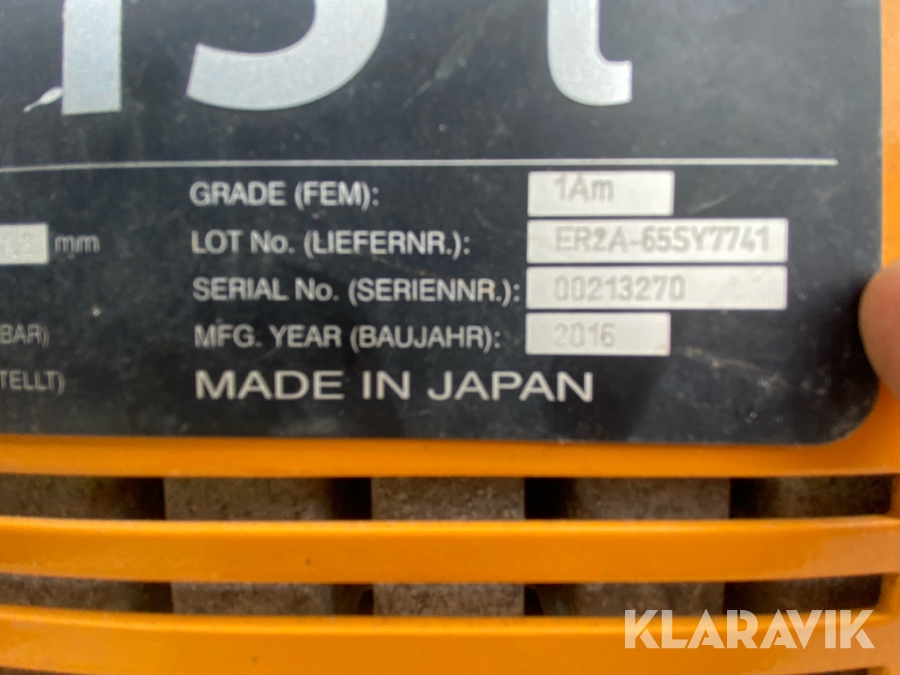 t
GRADE (FEM): 1Am
mm LOT No. (LIEFERNR.): ER2A-65SY7741
SERIAL No. (SERIENNR.): 00213270
BAR) MFG. YEAR (BAUJAHR): 2016
TELLT) MADE IN JAPAN
KLARAVIK